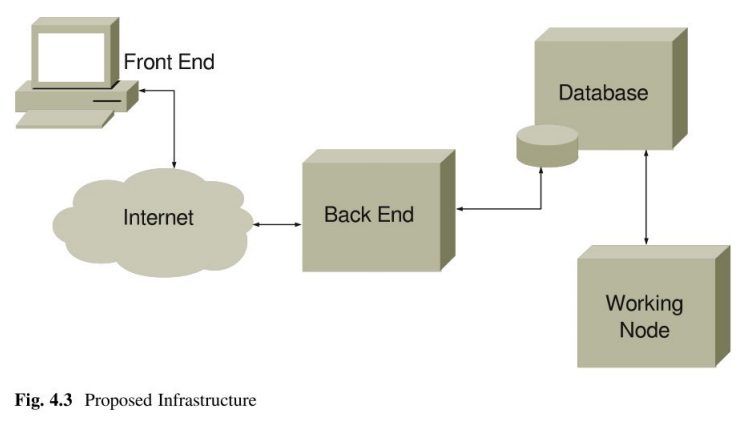 Front End
Database
Internet
Back End
Working
Node
Fig. 4.3 Proposed Infrastructure